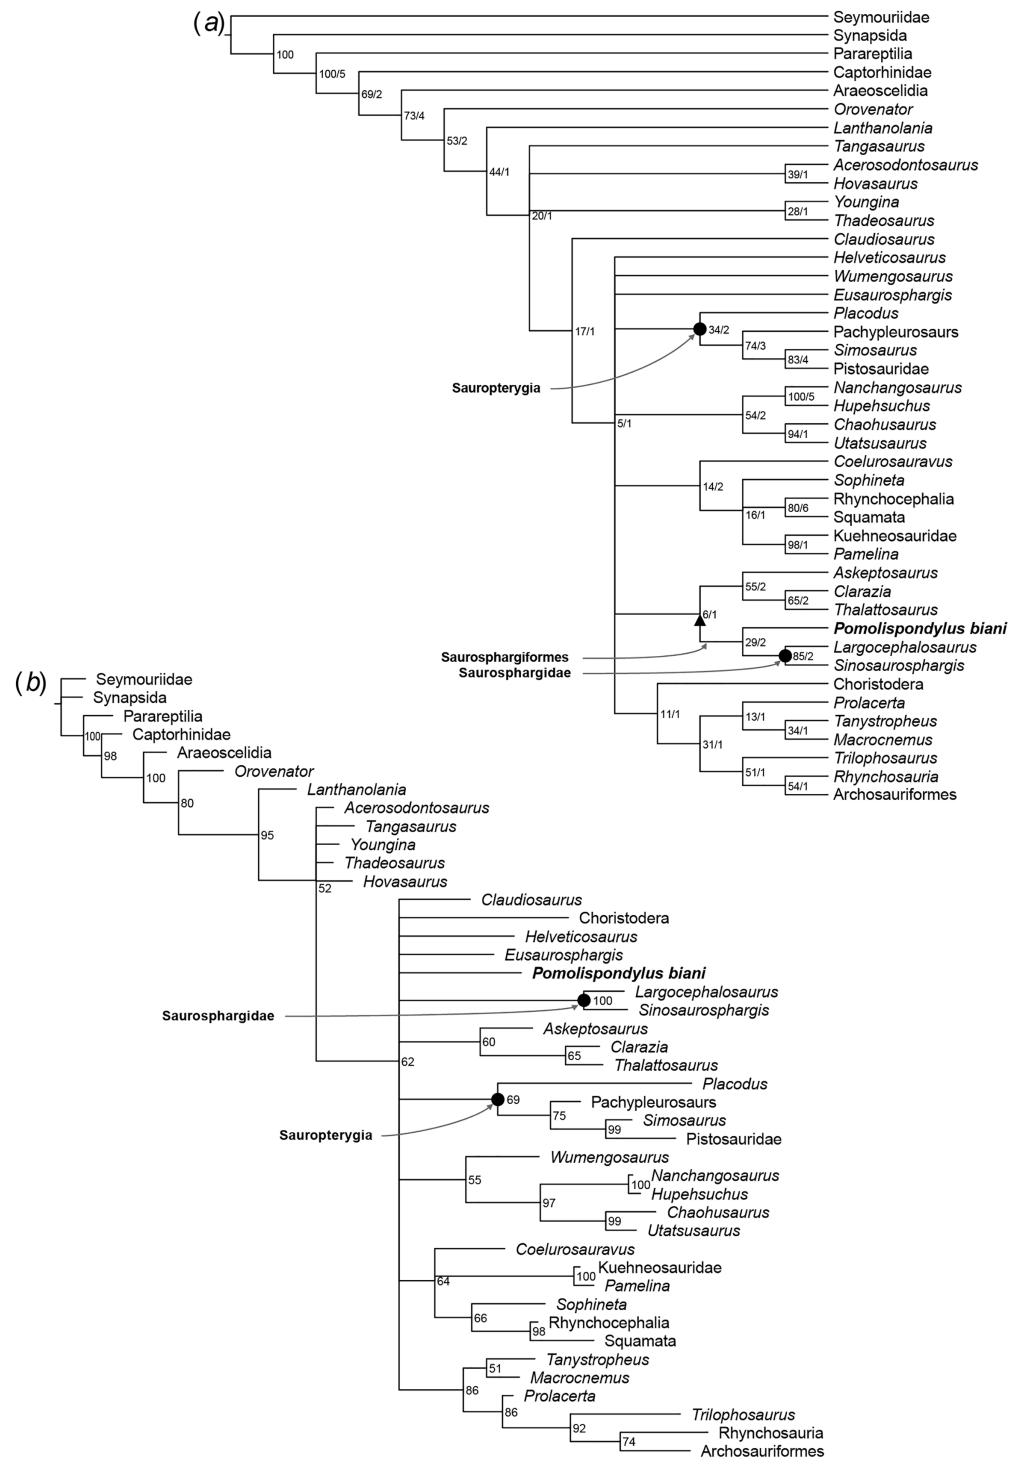 (a)
Seymouriidae
Synapsida
100
Parareptilia
100/5
Captorhinidae
69/2
Araeoscelidia
73/4
Orovenator
53/2
Lanthanolania
44/1
Tangasaurus
Acerosodontosaurus
39/1
Hovasaurus
Youngina
28/1
20/1
Thadeosaurus
Claudiosaurus
Helveticosaurus
Wumengosaurus
Eusaurosphargis
Placodus
34/2
17/1
Pachypleurosaurs
74/3
Simosaurus
83/4
Pistosauridae
Sauropterygia
Nanchangosaurus
100/5
Hupehsuchus
54/2
5/1
Chaohusaurus
94/1
Utatsusaurus
Coelurosauravus
14/2
Sophineta
Rhynchocephalia
80/6
16/1
Squamata
Kuehneosauridae
98/1
Pamelina
Askeptosaurus
55/2
Clarazia
65/2
Thalattosaurus
6/1
Pomolispondylus biani
29/2
Largocephalosaurus
Saurosphargiformes
85/2
Sinosaurosphargis
Saurosphargidae
Choristodera
11/1
Prolacerta
13/1
Tanystropheus
34/1
Macrocnemus
31/1
Trilophosaurus
51/1
Rhynchosauria
54/1
Archosauriformes
(b)
Seymouriidae
Synapsida
Parareptilia
100
Captorhinidae
98
Araeoscelidia
100
Orovenator
80
Lanthanolania
95
Acerosodontosaurus
Tangasaurus
Youngina
Thadeosaurus
Hovasaurus
52
Claudiosaurus
Choristodera
Helveticosaurus
Eusaurosphargis
Pomolispondylus biani
Largocephalosaurus
100
Sinosaurosphargis
Saurosphargidae
Askeptosaurus
60
Clarazia
65
Thalattosaurus
62
Placodus
69
Pachypleurosaurs
75
Simosaurus
99
Pistosauridae
Sauropterygia
Wumengosaurus
55
Nanchangosaurus
100
Hupehsuchus
97
Chaohusaurus
99
Utatsusaurus
Coelurosauravus
64
Kuehneosauridae
100
Pamelina
Sophineta
66
Rhynchocephalia
98
Squamata
Tanystropheus
51
Macrocnemus
86
Prolacerta
86
Trilophosaurus
92
Rhynchosauria
74
Archosauriformes